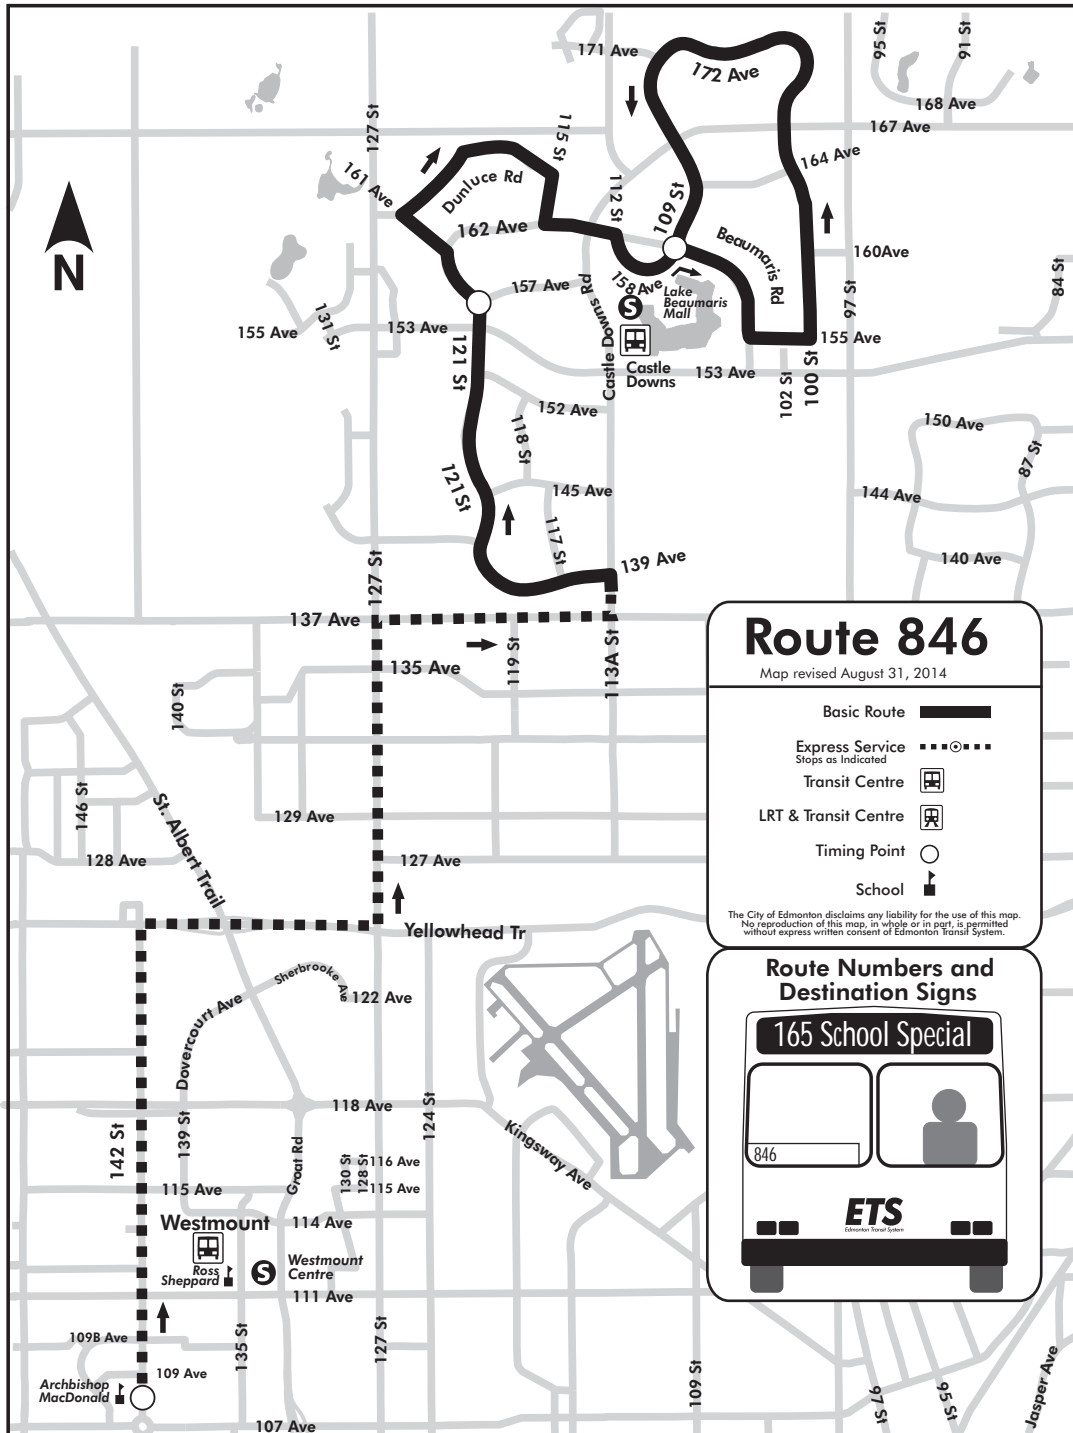 171 Ave
172 Ave
95 St
91 St
168 Ave
167 Ave
127 St
115 St
164 Ave
161 Ave
Dunluce Rd
112 St
109 St
162 Ave
Beaumaris Rd
160Ave
N
157 Ave
158 Ave
Lake
Beaumaris
Mall
S
97 St
84 St
131 St
155 Ave
153 Ave
121 St
Castle Downs Rd
155 Ave
Castle
Downs
153 Ave
102 St
100 St
152 Ave
118 St
150 Ave
87 St
121 St
145 Ave
144 Ave
117 St
139 Ave
140 Ave
127 St
137 Ave
119 St
113A St
135 Ave
140 St
146 St
St. Albert Trail
129 Ave
128 Ave
127 Ave
Yellowhead Tr
Sherbrooke Ave
122 Ave
Dovercourt Ave
118 Ave
124 St
142 St
139 St
Groat Rd
Kingsway Ave
130 St
128 St
116 Ave
115 Ave
115 Ave
Westmount
114 Ave
Ross
Sheppard
S
Westmount
Centre
111 Ave
109B Ave
135 St
127 St
109 Ave
Archbishop
MacDonald
107 Ave
109 St
97 St
95 St
Jasper Ave
Route 846
Map revised August 31, 2014
Basic Route
Express Service
Stops as Indicated
Transit Centre
LRT & Transit Centre
Timing Point
School
The City of Edmonton disclaims any liability for the use of this map.
No reproduction of this map, in whole or in part, is permitted
without express written consent of Edmonton Transit System.
Route Numbers and
Destination Signs
165 School Special
846
ETS
Edmonton Transit System